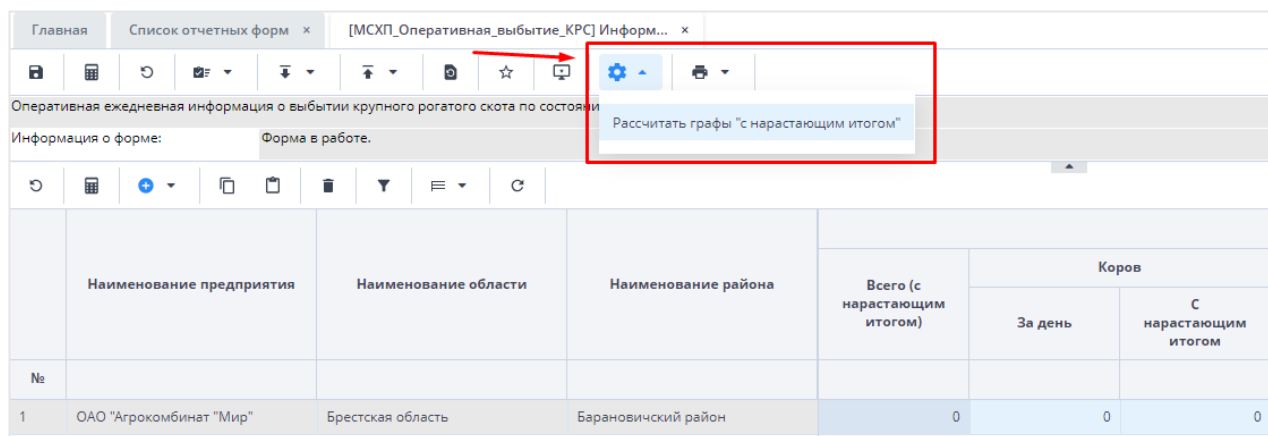 Главная
Список отчетных форм ×
[МСХП_Оперативная_выбытие_КРС] Информ... ×
Оперативная ежедневная информация о выбытии крупного рогатого скота по состояни
Рассчитать графы "с нарастающим итогом"
Информация о форме: Форма в работе.
Наименование предприятия
Наименование области
Наименование район
Всего (с
нарастающим
итогом)
Коров
За день
С
нарастающим
итогом
№
1 ОАО "Агрокомбинат "Мир" Брестская область Барановичский район 0 0 0